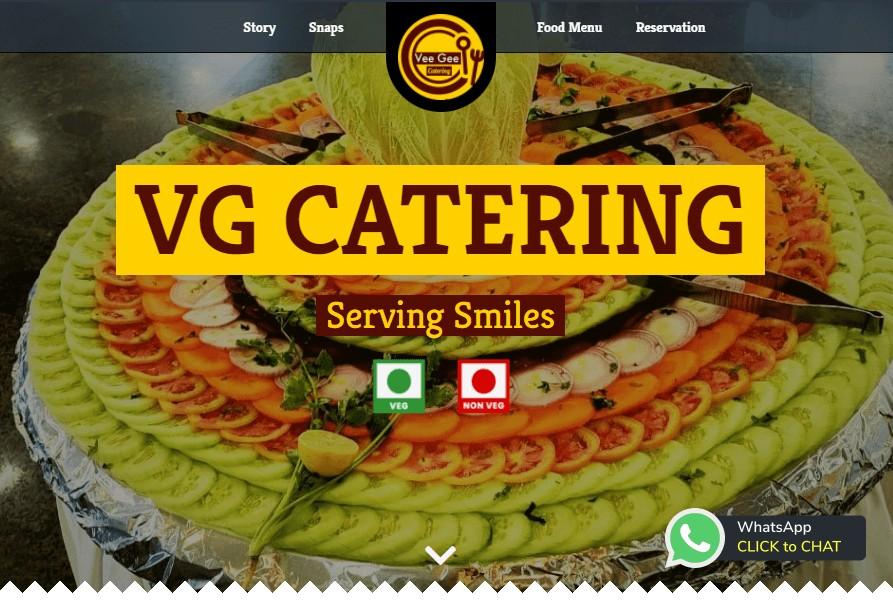 Story Snaps Food Menu Reservation
Vee Gee
Catering
VG CATERING
Serving Smiles
VEG NON VEG
WhatsApp
CLICK to CHAT